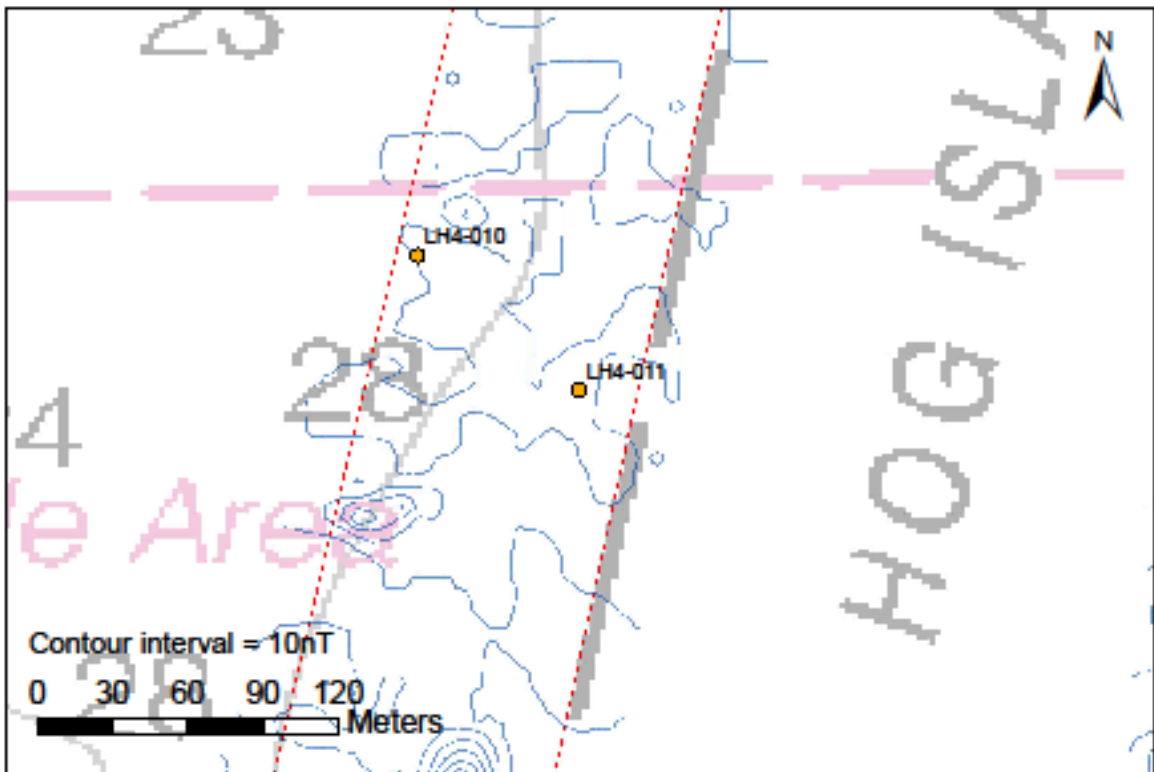 23
N
HOG ISLA
LH4-010
28
LH4-011
24
e Area
Contour interval = 10nT
28
0 30 60 90 120
Meters